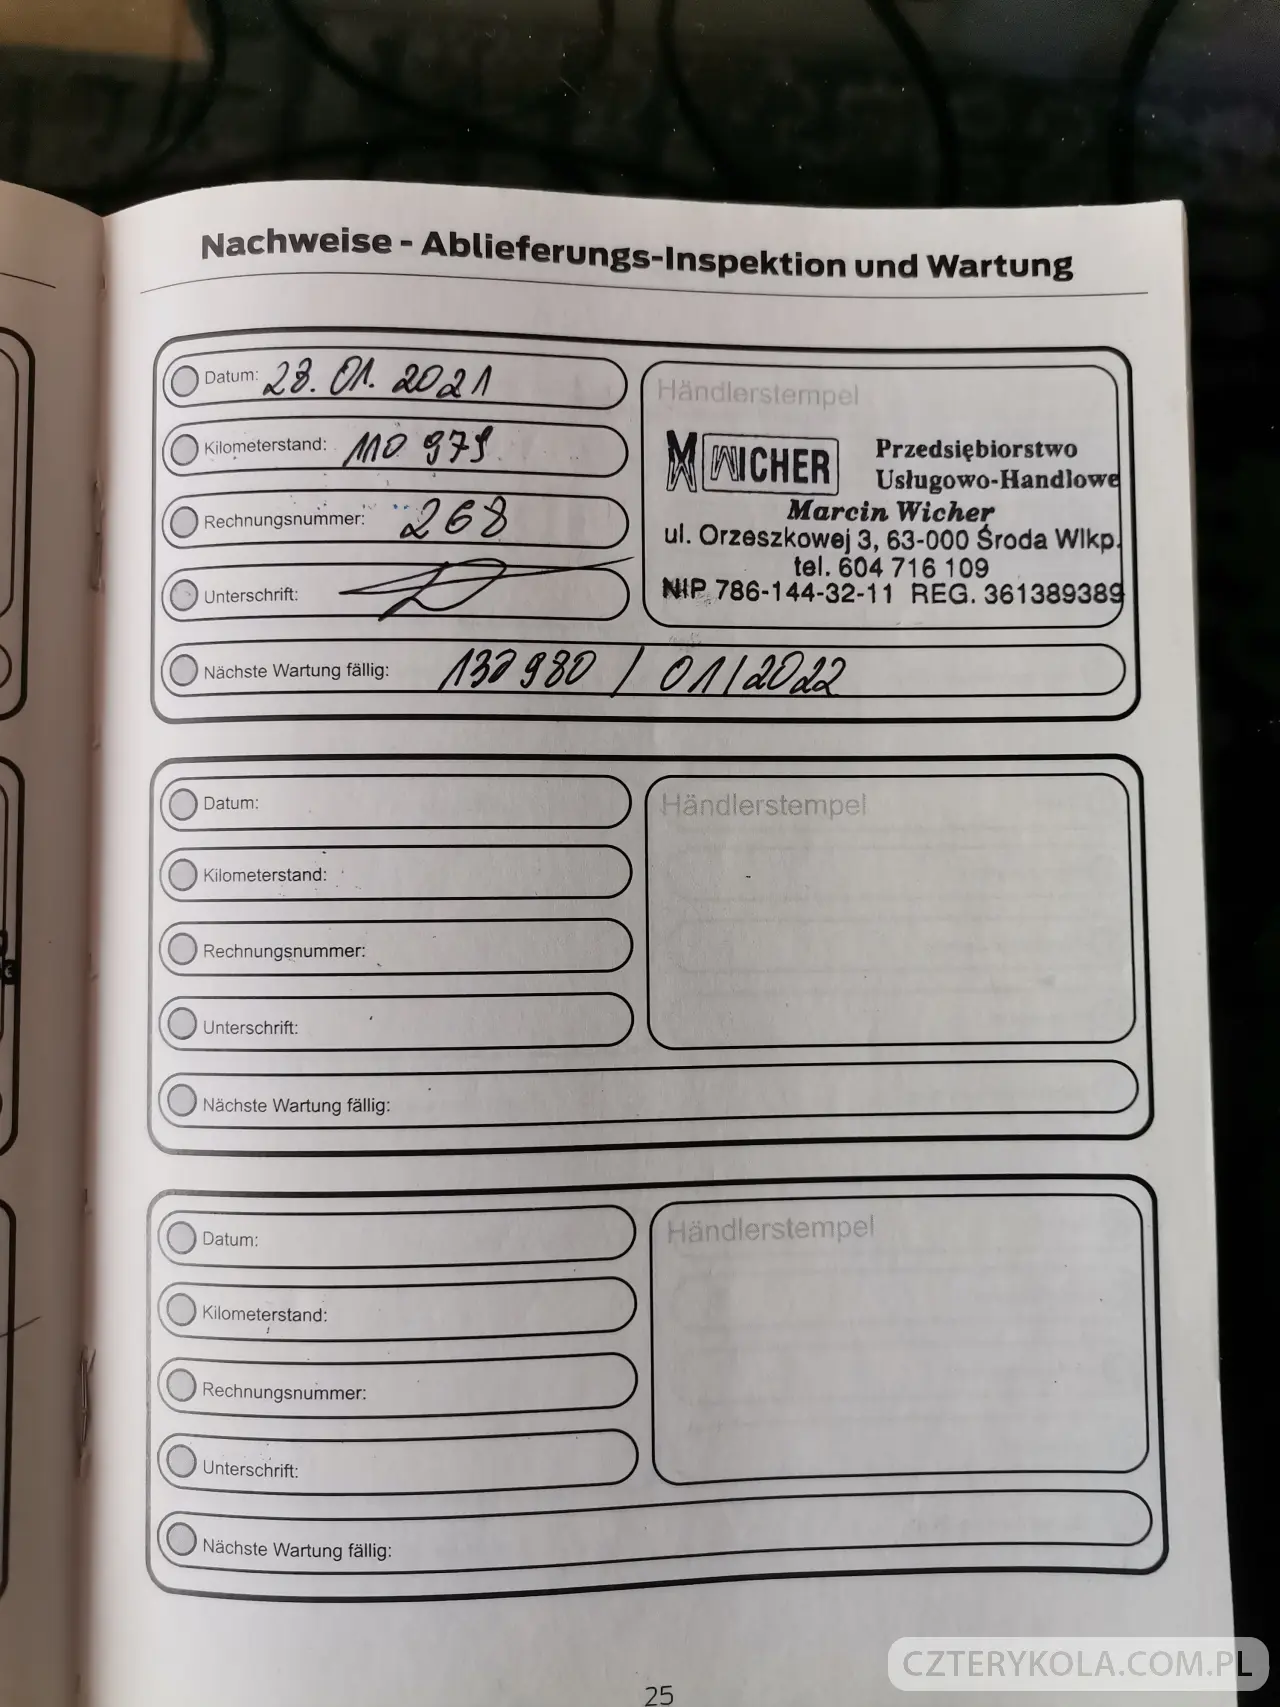 Nachweise - Ablieferungs-Inspektion und Wartung
Datum: 28.01.2021
Kilometerstand: 110 979
Rechnungsnummer: 268
Unterschrift:
Händlerstempel
M WICHER Przedsiębiorstwo
Usługowo-Handlowe
Marcin Wicher
ul. Orzeszkowej 3, 63-000 Środa Wlkp.
tel. 604 716 109
NIP 786-144-32-11 REG. 361389389
Nächste Wartung fällig: / 01/2022
Datum:
Kilometerstand:
Rechnungsnummer:
Unterschrift:
Händlerstempel
Nächste Wartung fällig:
Datum:
Kilometerstand:
Rechnungsnummer:
Unterschrift:
Händlerstempel
Nächste Wartung fällig:
25
CZTERYKOLA.COM.PL